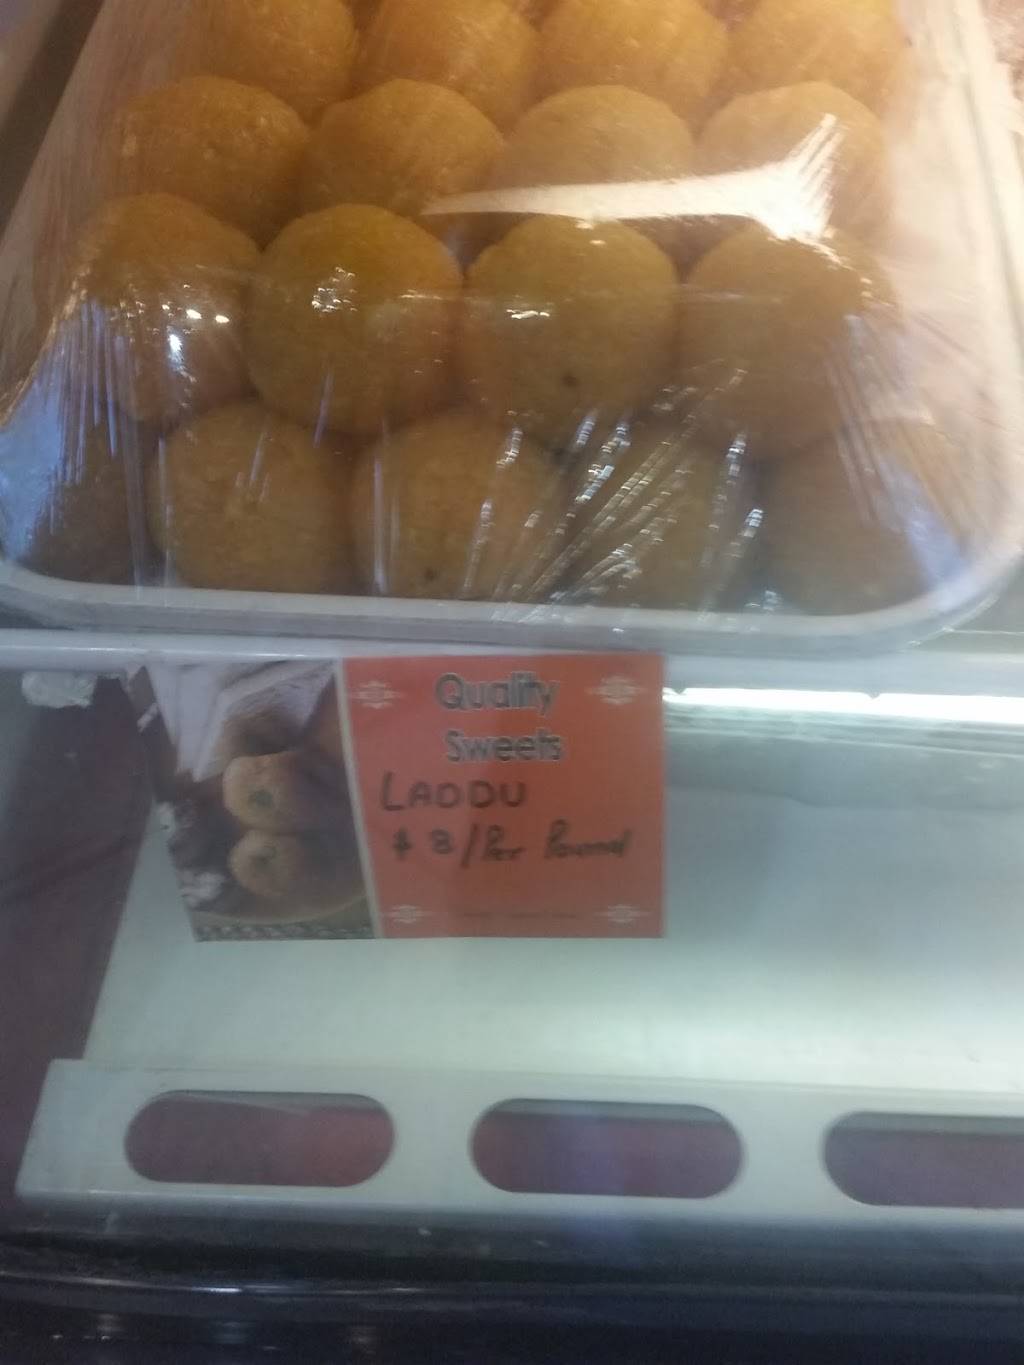 Quality
Sweets
LADDU
$ 8/Per Pound